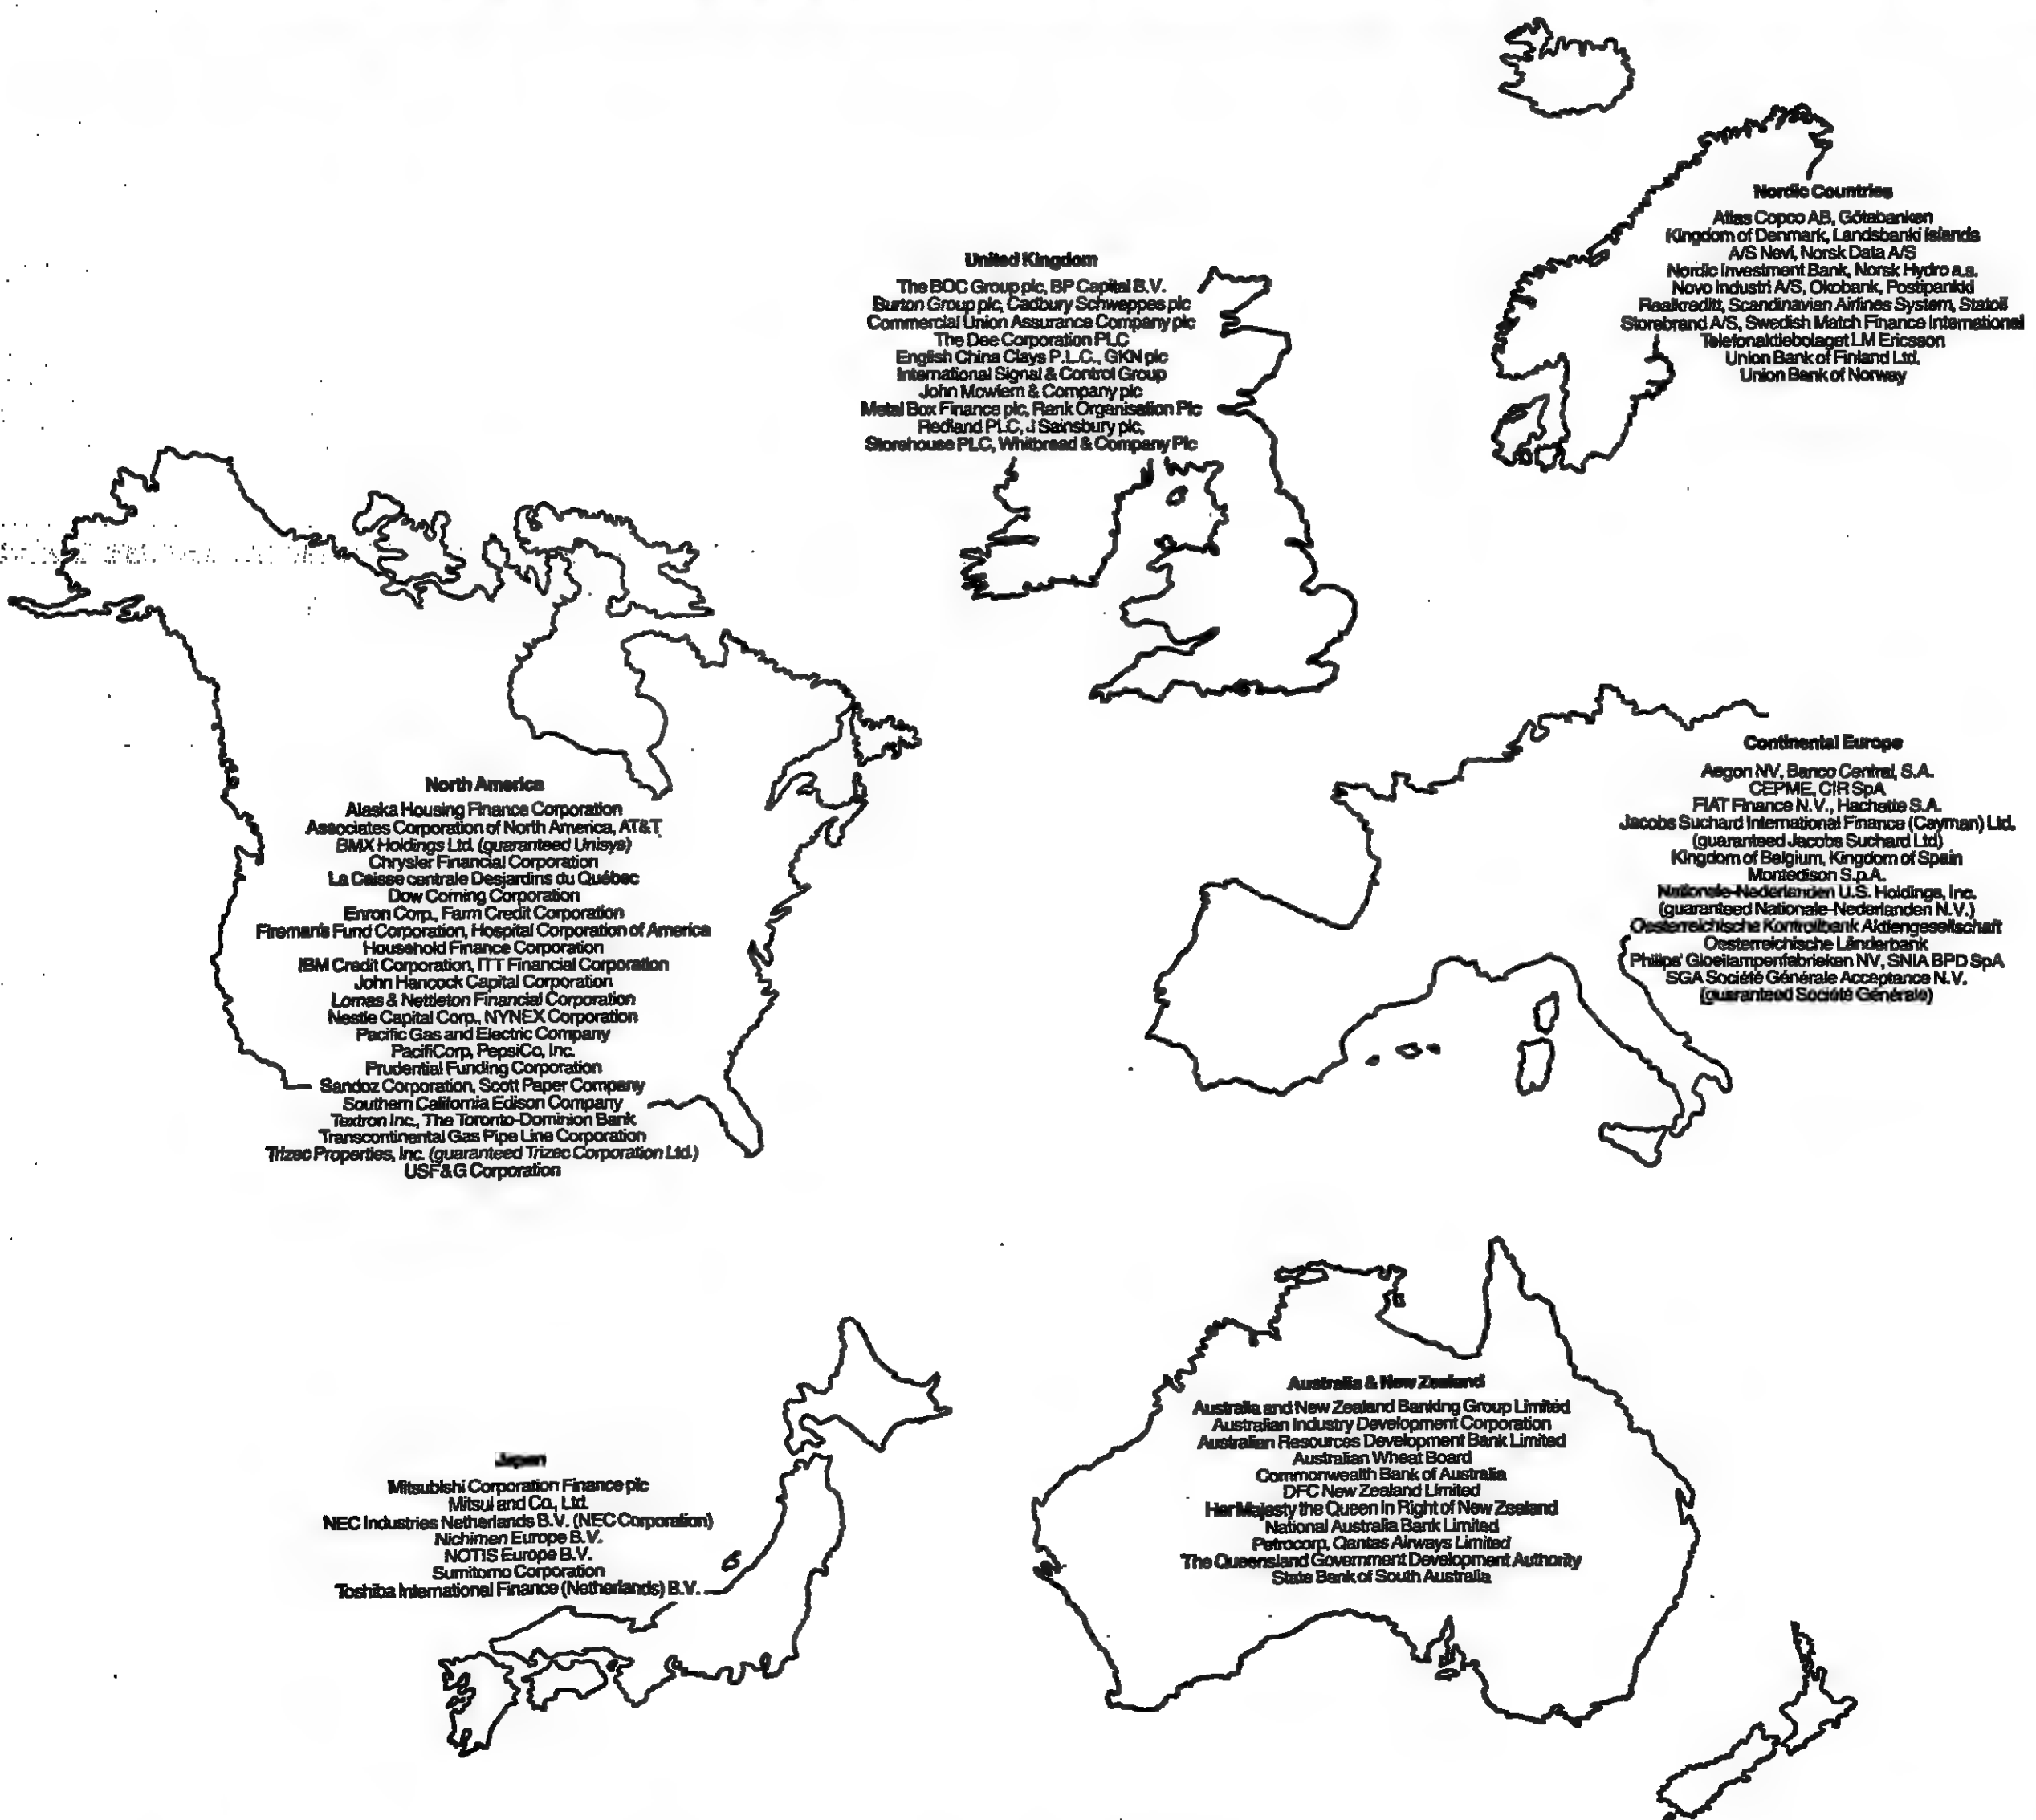 Nordic Countries
Atlas Copco AB, Götabanken
Kingdom of Denmark, Landsbanki Islands
A/S Nevi, Norsk Data A/S
Nordic Investment Bank, Norsk Hydro a.s.
Novo Industri A/S, Okobank, Postipankki
Realkreditt, Scandinavian Airlines System, Statoil
Storebrand A/S, Swedish Match Finance International
Telefonaktiebolaget LM Ericsson
Union Bank of Finland Ltd.
Union Bank of Norway
United Kingdom
The BOC Group plc, BP Capital B.V.
Burton Group plc, Cadbury Schweppes plc
Commercial Union Assurance Company plc
The Dee Corporation PLC
English China Clays P.L.C., GKN plc
International Signal & Control Group
John Mowlem & Company plc
Metal Box Finance plc, Rank Organisation Plc
Redland PLC, J Sainsbury plc,
Storehouse PLC, Whitbread & Company Plc
Continental Europe
Aegon NV, Banco Central, S.A.
CEPME, CIR SpA
FIAT Finance N.V., Hachette S.A.
Jacobs Suchard International Finance (Cayman) Ltd.
(guaranteed Jacobs Suchard Ltd)
Kingdom of Belgium, Kingdom of Spain
Montedison S.p.A.
Nationale-Nederlanden U.S. Holdings, Inc.
(guaranteed Nationale-Nederlanden N.V.)
Oesterreichische Kontrollbank Aktiengesellschaft
Oesterreichische Länderbank
Philips' Gloeilampenfabrieken NV, SNIA BPD SpA
SGA Société Générale Acceptance N.V.
(guaranteed Société Générale)
North America
Alaska Housing Finance Corporation
Associates Corporation of North America, AT&T
BMX Holdings Ltd. (guaranteed Unisys)
Chrysler Financial Corporation
La Caisse centrale Desjardins du Québec
Dow Corning Corporation
Enron Corp., Farm Credit Corporation
Fireman's Fund Corporation, Hospital Corporation of America
Household Finance Corporation
IBM Credit Corporation, ITT Financial Corporation
John Hancock Capital Corporation
Lomas & Nettleton Financial Corporation
Nestle Capital Corp., NYNEX Corporation
Pacific Gas and Electric Company
PacifiCorp, PepsiCo, Inc.
Prudential Funding Corporation
Sandoz Corporation, Scott Paper Company
Southern California Edison Company
Textron Inc., The Toronto-Dominion Bank
Transcontinental Gas Pipe Line Corporation
Trizec Properties, Inc. (guaranteed Trizec Corporation Ltd.)
USF&G Corporation
Australia & New Zealand
Australia and New Zealand Banking Group Limited
Australian Industry Development Corporation
Australian Resources Development Bank Limited
Australian Wheat Board
Commonwealth Bank of Australia
DFC New Zealand Limited
Her Majesty the Queen in Right of New Zealand
National Australia Bank Limited
Petrocorp, Qantas Airways Limited
The Queensland Government Development Authority
State Bank of South Australia
Japan
Mitsubishi Corporation Finance plc
Mitsui and Co., Ltd.
NEC Industries Netherlands B.V. (NEC Corporation)
Nichimen Europe B.V.
NOTIS Europe B.V.
Sumitomo Corporation
Toshiba International Finance (Netherlands) B.V.